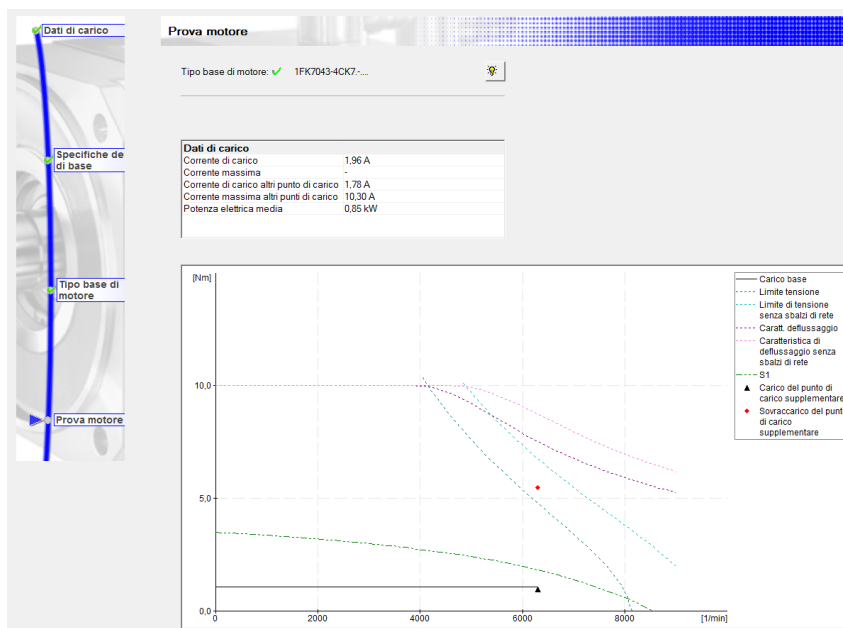 Dati di carico
Prova motore
Tipo base di motore: 1FK7043-4CK7.-....
Specifiche de
di base
Tipo base di
motore
Prova motore
Dati di carico
Corrente di carico 1,96 A
Corrente massima -
Corrente di carico altri punto di carico 1,78 A
Corrente massima altri punti di carico 10,30 A
Potenza elettrica media 0,85 kW
[Nm]
10,0
5,0
0,0
0 2000 4000 6000 8000 [1/min]
Carico base
Limite tensione
Limite di tensione
senza sbalzi di rete
Caratt. deflussaggio
Caratteristica di
deflussaggio senza
sbalzi di rete
S1
Carico del punto di
carico supplementare
Sovraccarico del punto
di carico
supplementare